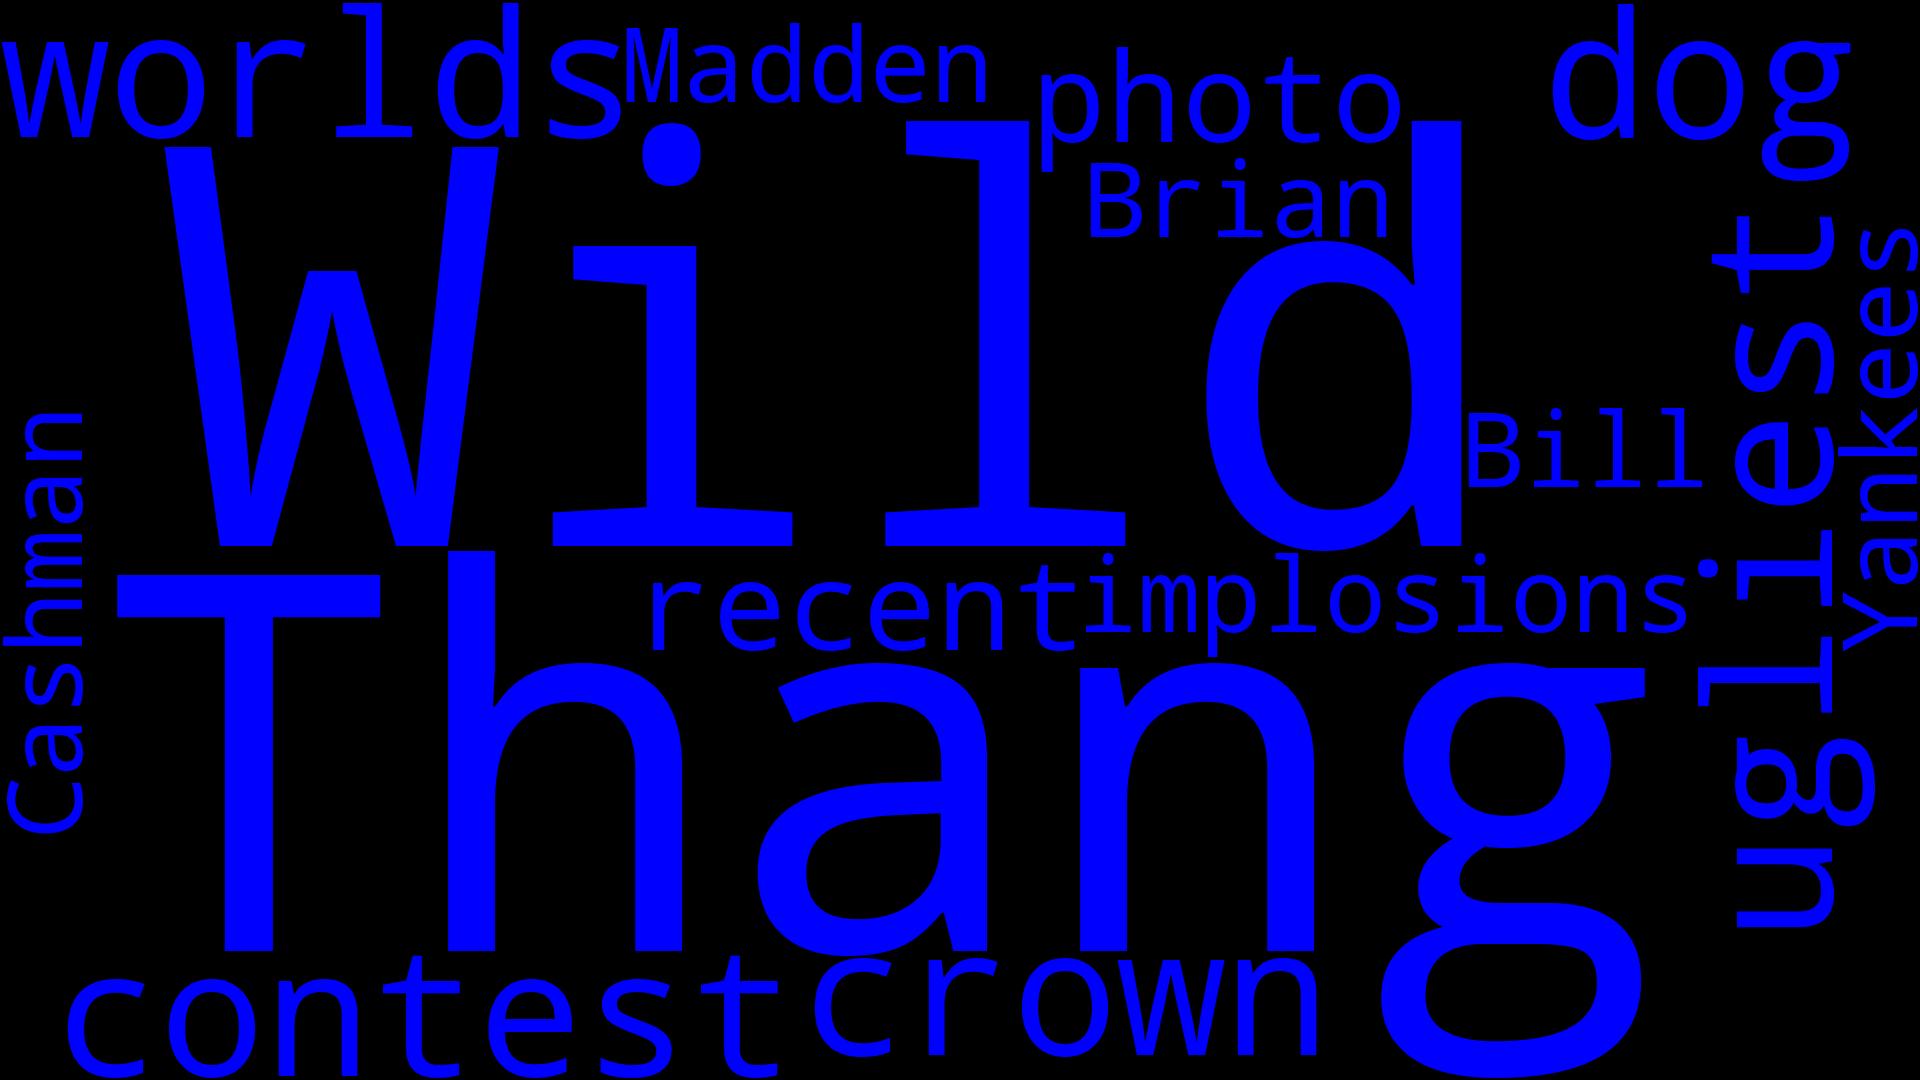 worlds
Madden
photo
dog
Brian
Wild
Bill
ugliest
Yankees
Cashman
recent
implosions
Thang
contest
crown